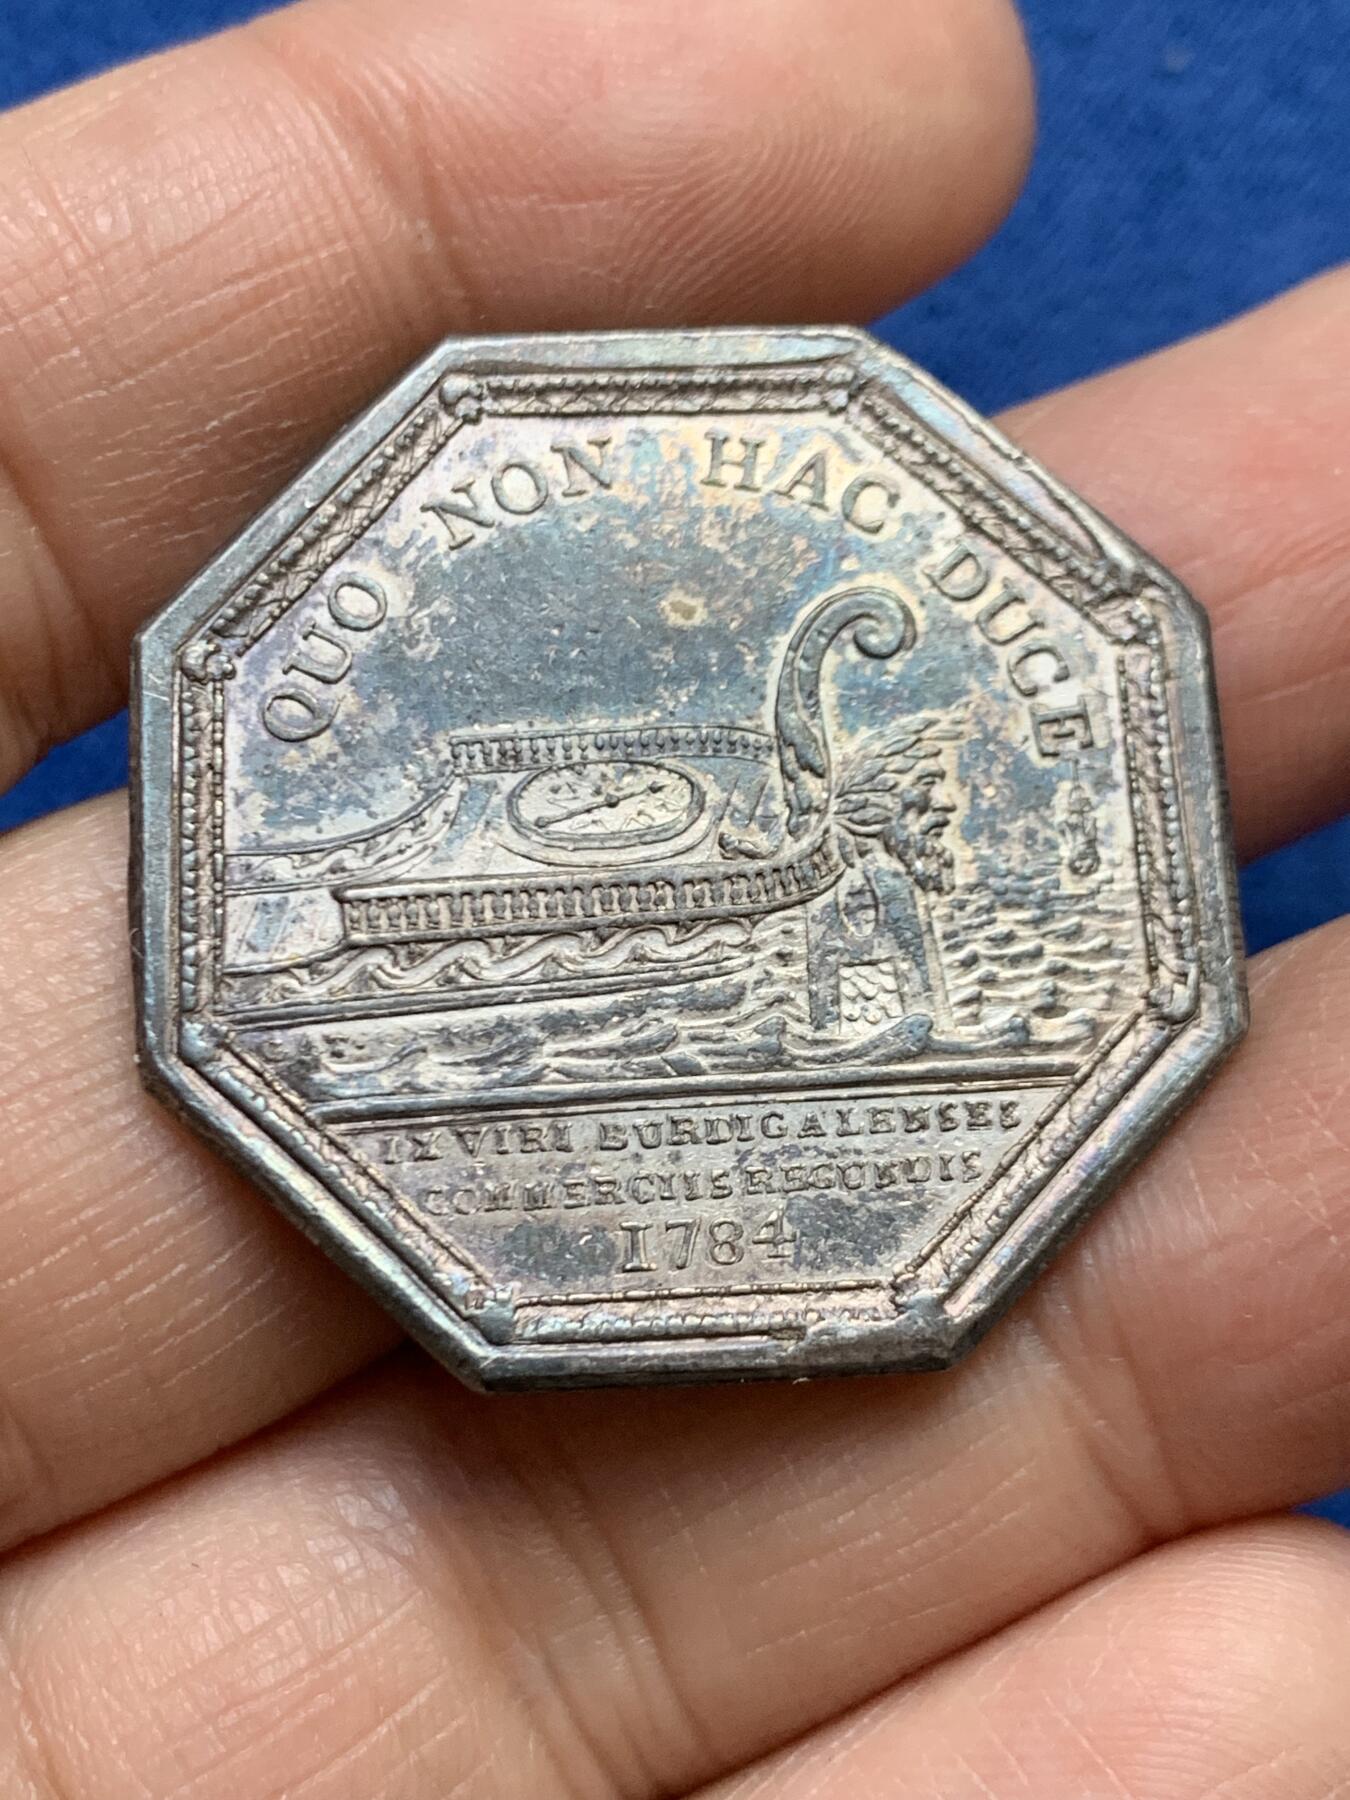 QUO NON HAC DUCE
IX VIRI BURDIGALENSES
COMMERCIIS REGUNDIS
1784